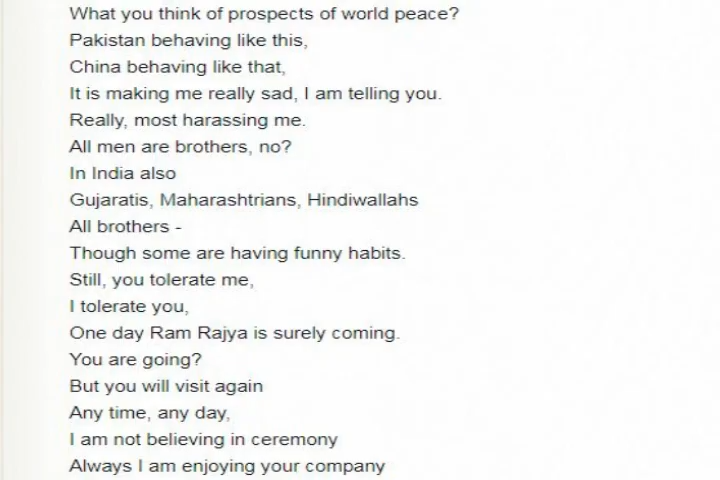 What you think of prospects of world peace?
Pakistan behaving like this,
China behaving like that,
It is making me really sad, I am telling you.
Really, most harassing me.
All men are brothers, no?
In India also
Gujaratis, Maharashtrians, Hindiwallahs
All brothers -
Though some are having funny habits.
Still, you tolerate me,
I tolerate you,
One day Ram Rajya is surely coming.
You are going?
But you will visit again
Any time, any day,
I am not believing in ceremony
Always I am enjoying your company